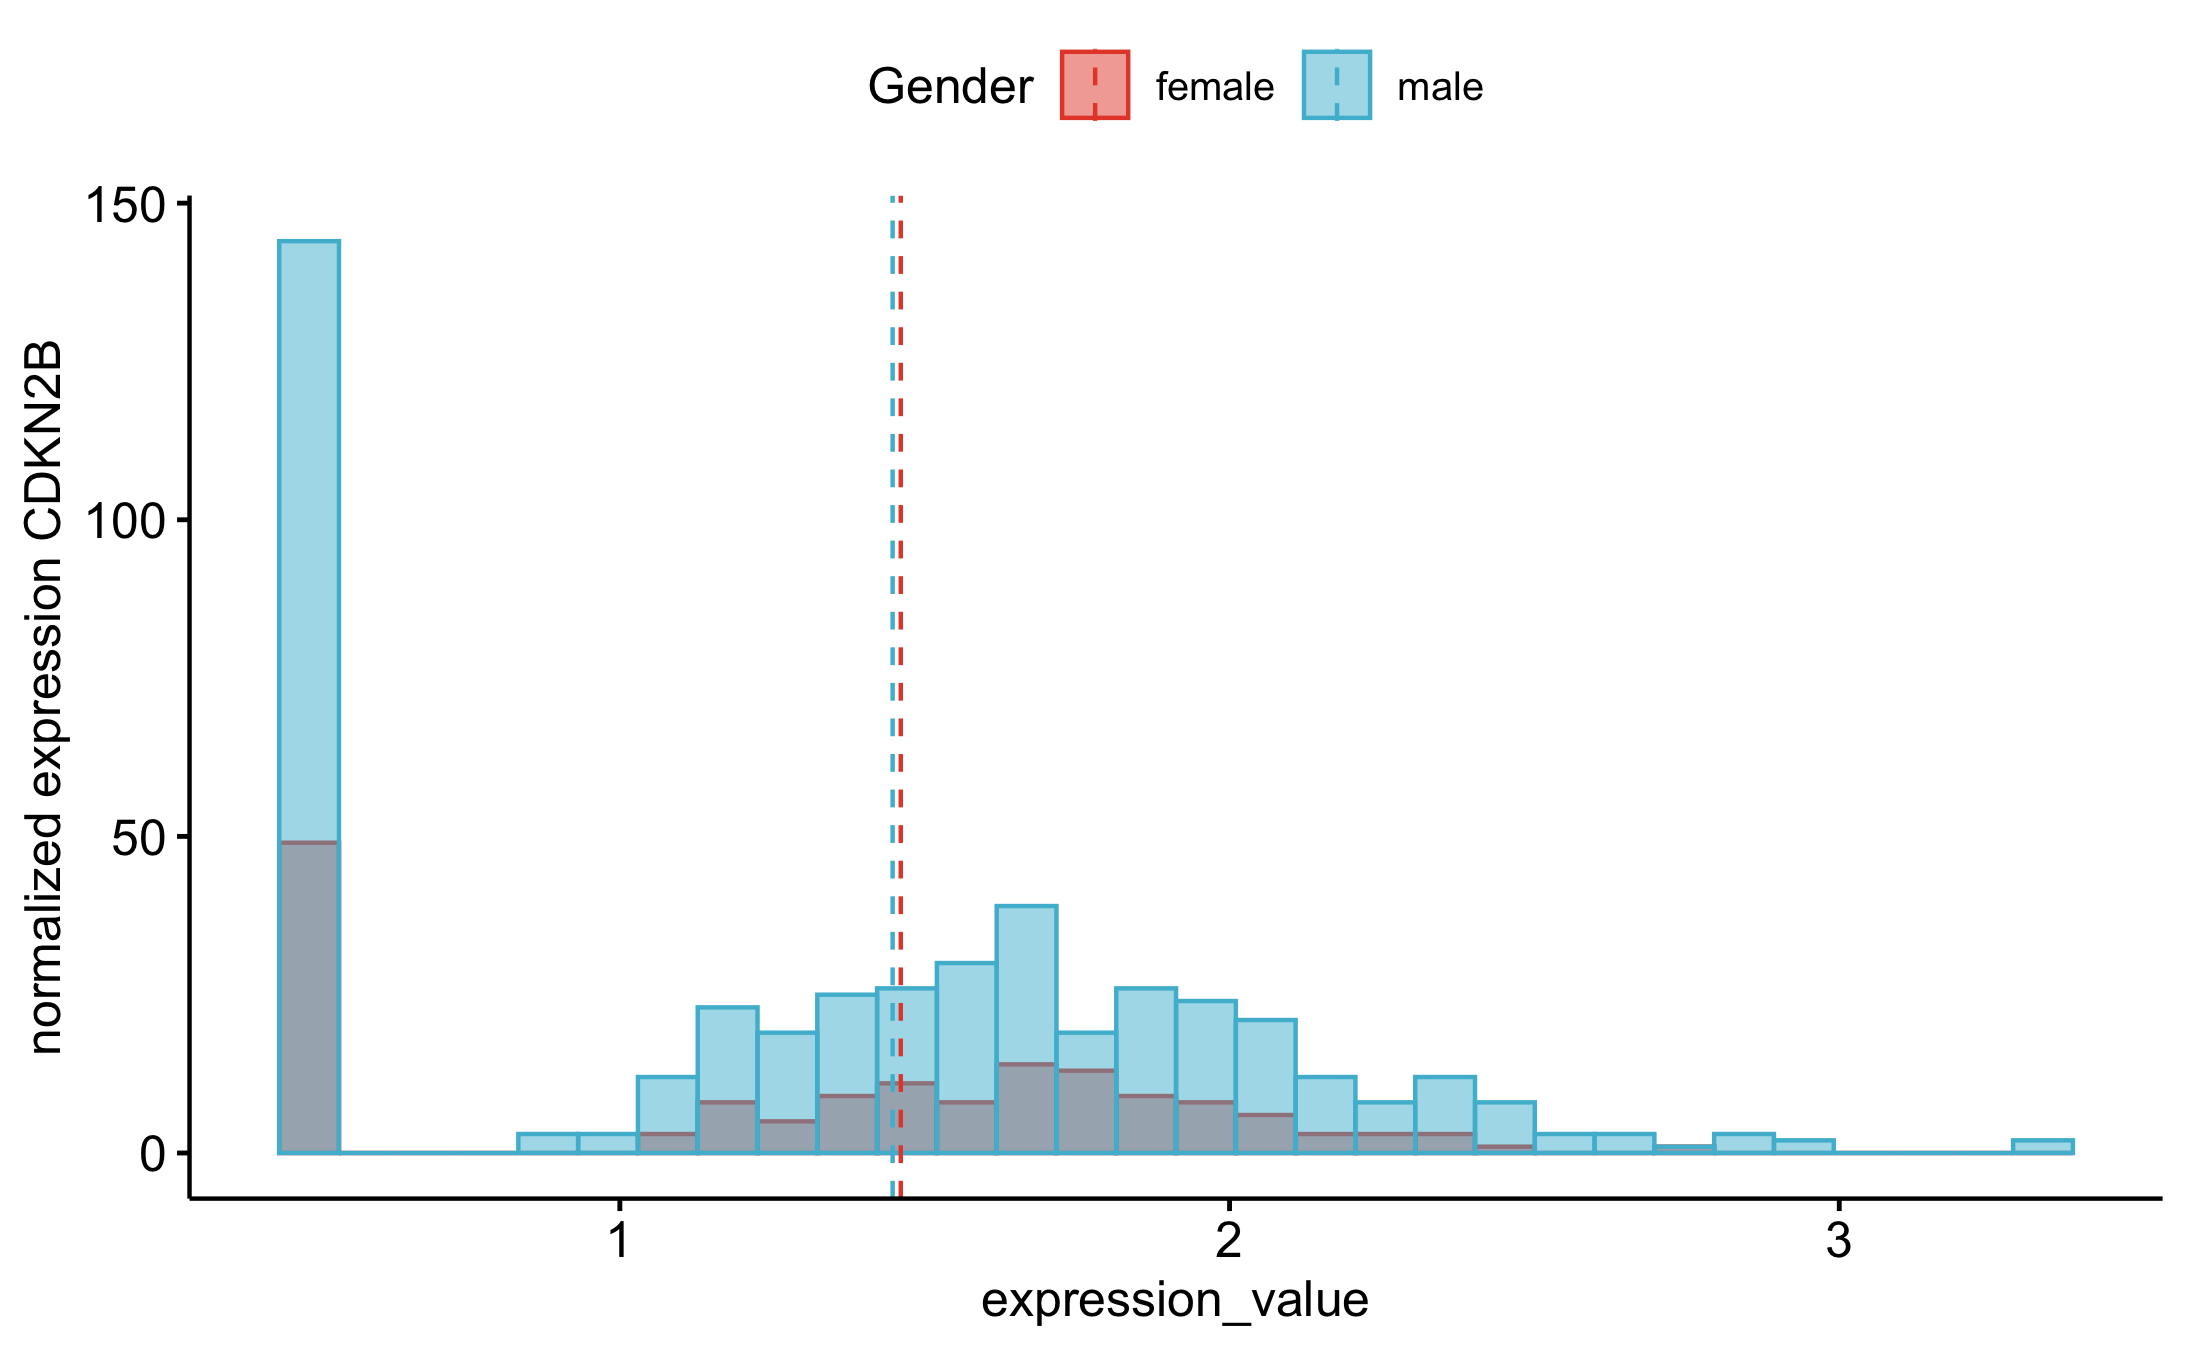 Gender female male
normalized expression CDKN2B
150
100
50
0
1 2 3
expression_value